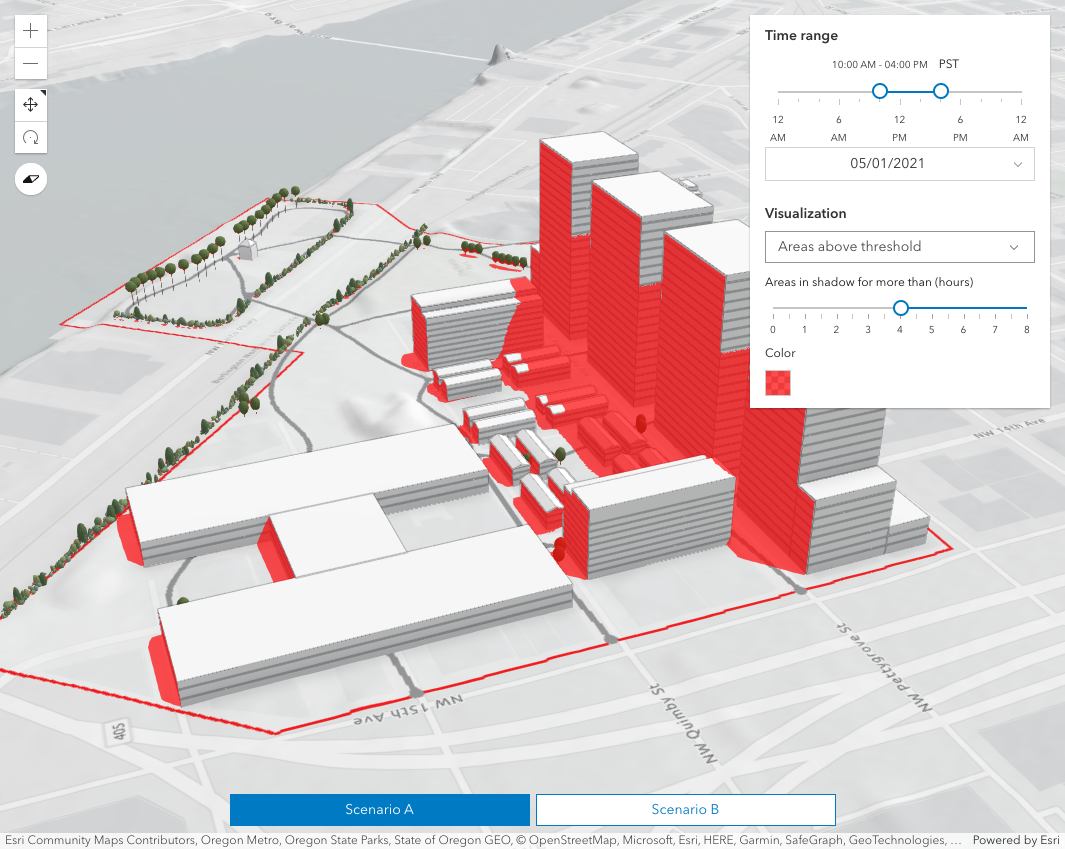 Time range
10:00 AM - 04:00 PM PST
12 6 12 6 12
AM AM PM PM AM
05/01/2021
Visualization
Areas above threshold
Areas in shadow for more than (hours)
0 1 2 3 4 5 6 7 8
Color
NW 14th Ave
NW Pettygrove St
NW Quimby St
NW 15th Ave
405
Scenario A
Scenario B
Esri Community Maps Contributors, Oregon Metro, Oregon State Parks, State of Oregon GEO, © OpenStreetMap, Microsoft, Esri, HERE, Garmin, SafeGraph, GeoTechnologies, ... Powered by Esri